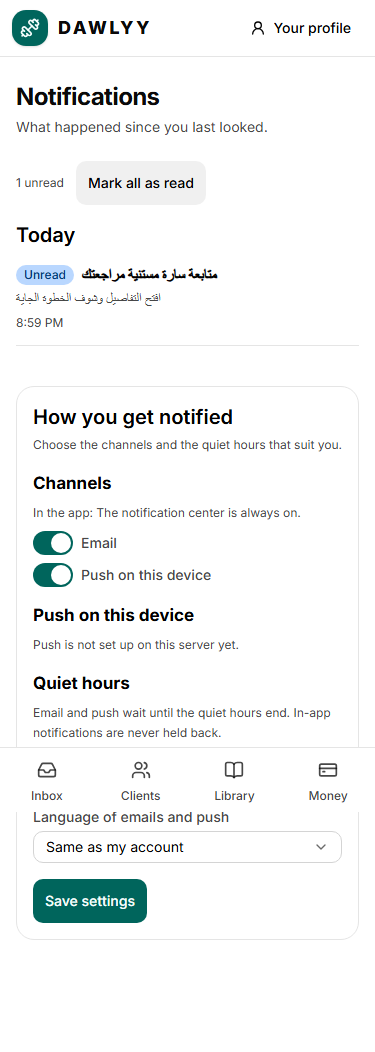 DAWLYY
Your profile
Notifications
What happened since you last looked.
1 unread
Mark all as read
Today
Unread
متابعة سارة مستنية مراجعتك
افتح التفاصيل وشوف الخطوة الجاية
8:59 PM
How you get notified
Choose the channels and the quiet hours that suit you.
Channels
In the app: The notification center is always on.
Email
Push on this device
Push on this device
Push is not set up on this server yet.
Quiet hours
Email and push wait until the quiet hours end. In-app
notifications are never held back.
Inbox
Clients
Library
Money
Language of emails and push
Same as my account
Save settings